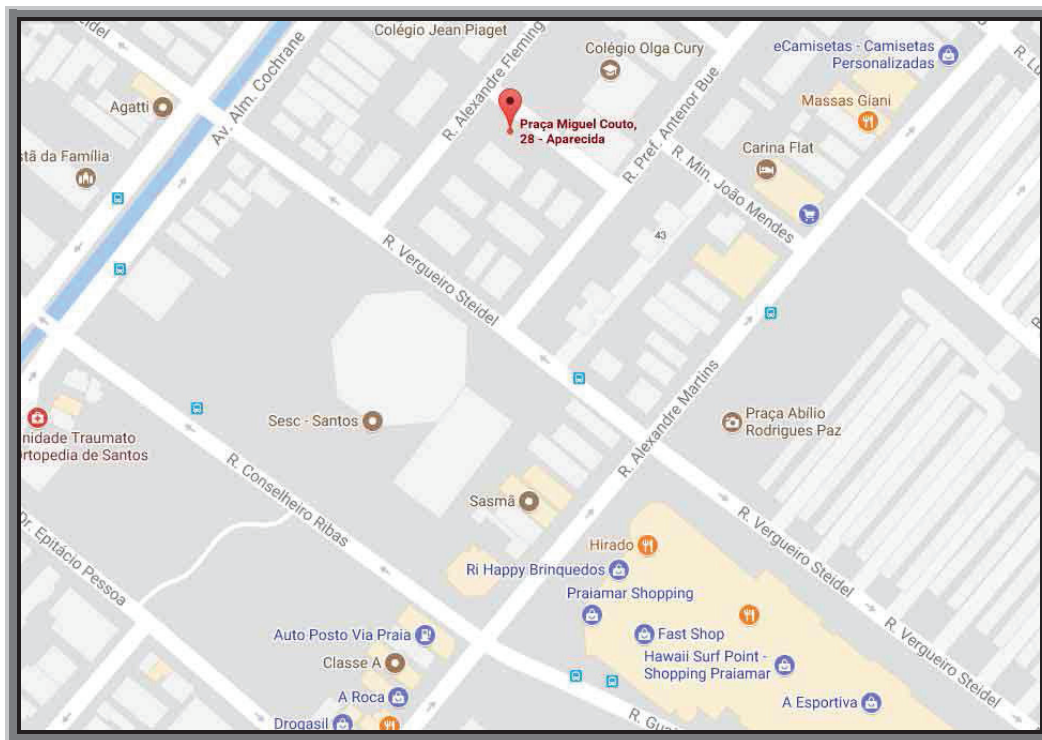 eidel
Colégio Jean Piaget
Av. Alm. Cochrane
R. Alexandre Fleming
Colégio Olga Cury
eCamisetas - Camisetas
Personalizadas
R. Lu
Agatti
Praça Miguel Couto,
28 - Aparecida
R. Pref. Antenor Bue
Massas Giani
Carina Flat
R. Min. João Mendes
stã da Família
43
R. Vergueiro Steidel
R. Alexandre Martins
Praça Abílio
Rodrigues Paz
Sesc - Santos
nidade Traumato
rtopedia de Santos
R. Conselheiro Ribas
Sasmã
Dr. Epitácio Pessoa
Hirado
Ri Happy Brinquedos
Praiamar Shopping
R. Vergueiro Steidel
Auto Posto Via Praia
Fast Shop
Classe A
Hawaii Surf Point -
Shopping Praiamar
R. Vergueiro Steidel
A Roca
A Esportiva
Drogasil
R. Gua